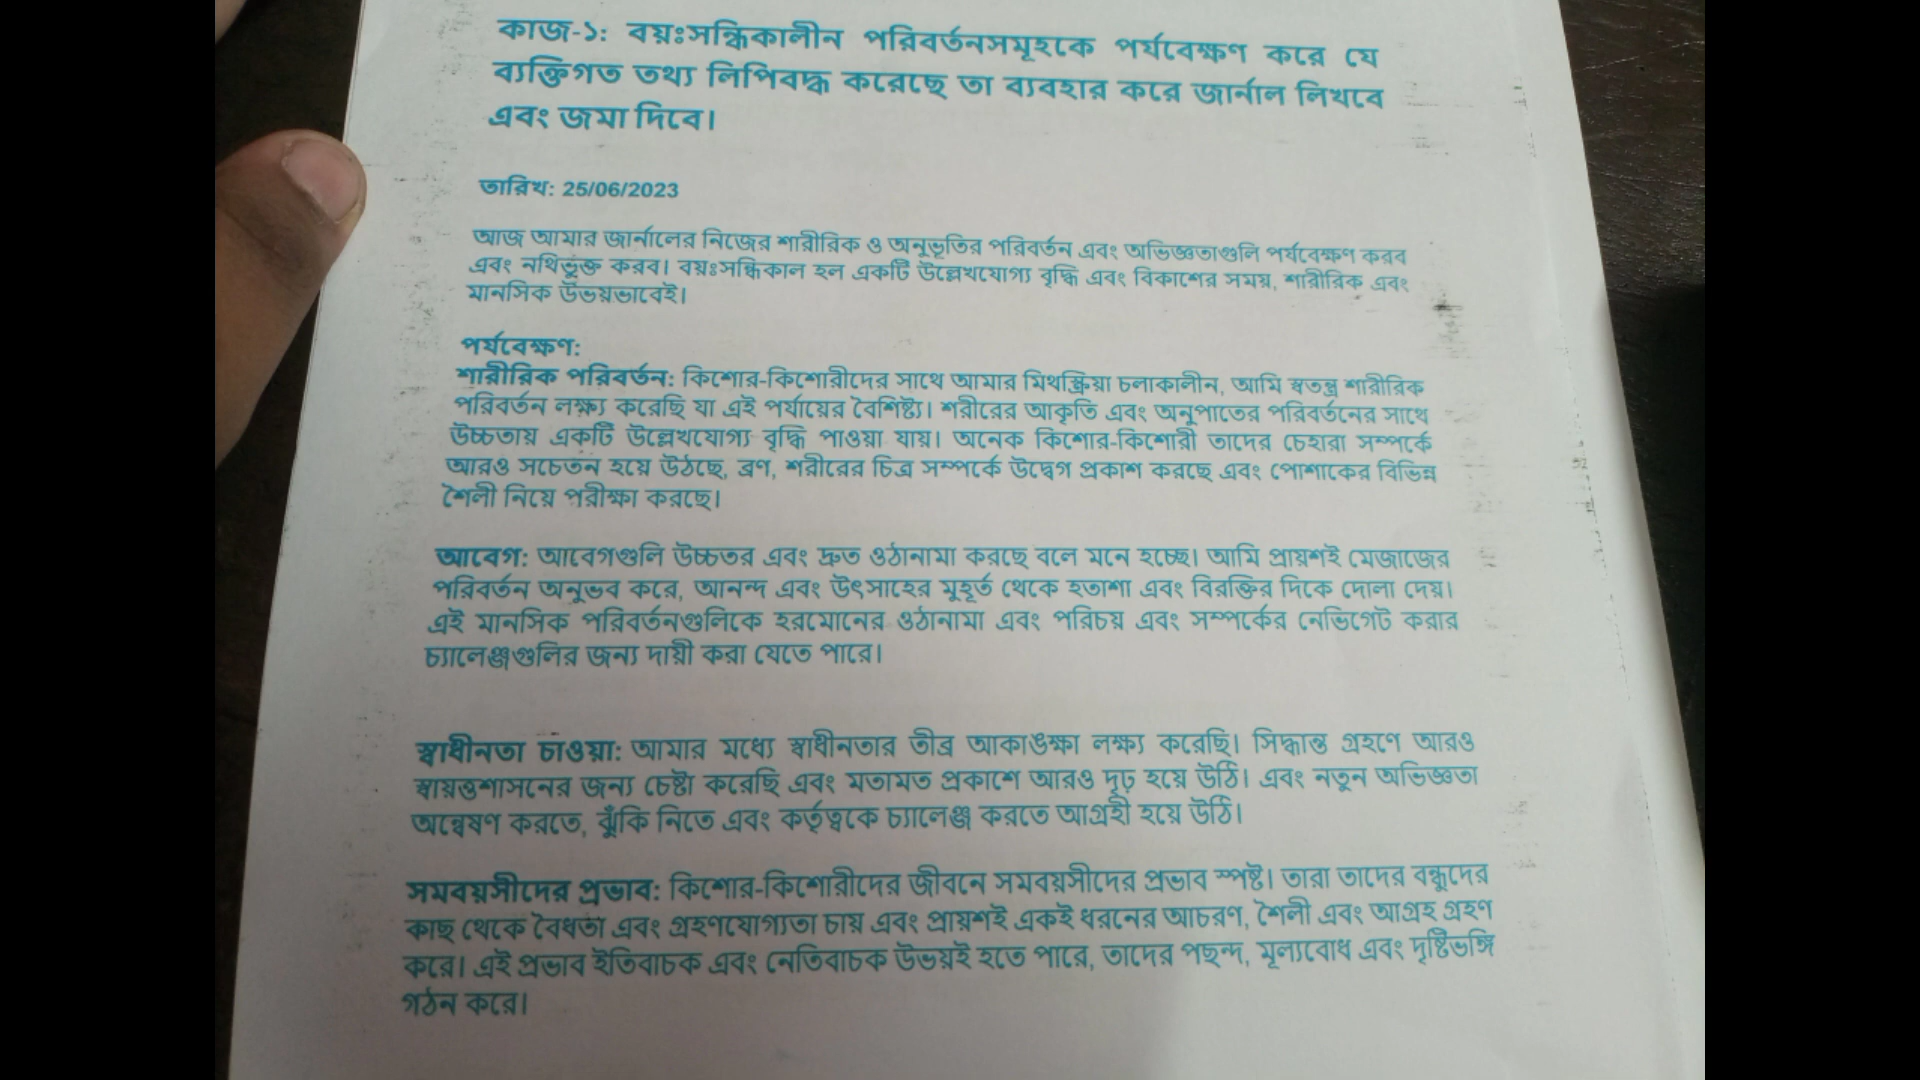 কাজ-১: বয়ঃসন্ধিকালীন পরিবর্তনসমূহকে পর্যবেক্ষণ করে যে
ব্যক্তিগত তথ্য লিপিবদ্ধ করেছে তা ব্যবহার করে জার্নাল লিখবে
এবং জমা দিবে।
তারিখ: 25/06/2023
আজ আমার জার্নালের নিজের শারীরিক ও অনুভূতির পরিবর্তন এবং অভিজ্ঞতাগুলি পর্যবেক্ষণ করব
এবং নথিভুক্ত করব। বয়ঃসন্ধিকাল হল একটি উল্লেখযোগ্য বৃদ্ধি এবং বিকাশের সময়, শারীরিক এবং
মানসিক উভয়ভাবেই।
পর্যবেক্ষণ:
শারীরিক পরিবর্তন: কিশোর-কিশোরীদের সাথে আমার মিথস্ক্রিয়া চলাকালীন, আমি স্বতন্ত্র শারীরিক
পরিবর্তন লক্ষ্য করেছি যা এই পর্যায়ের বৈশিষ্ট্য। শরীরের আকৃতি এবং অনুপাতের পরিবর্তনের সাথে
উচ্চতায় একটি উল্লেখযোগ্য বৃদ্ধি পাওয়া যায়। অনেক কিশোর-কিশোরী তাদের চেহারা সম্পর্কে
আরও সচেতন হয়ে উঠছে, ব্রণ, শরীরের চিত্র সম্পর্কে উদ্বেগ প্রকাশ করছে এবং পোশাকের বিভিন্ন
শৈলী নিয়ে পরীক্ষা করছে।
আবেগ: আবেগগুলি উচ্চতর এবং দ্রুত ওঠানামা করছে বলে মনে হচ্ছে। আমি প্রায়শই মেজাজের
পরিবর্তন অনুভব করে, আনন্দ এবং উৎসাহের মুহূর্ত থেকে হতাশা এবং বিরক্তির দিকে দোলা দেয়।
এই মানসিক পরিবর্তনগুলিকে হরমোনের ওঠানামা এবং পরিচয় এবং সম্পর্কের নেভিগেট করার
চ্যালেঞ্জগুলির জন্য দায়ী করা যেতে পারে।
স্বাধীনতা চাওয়া: আমার মধ্যে স্বাধীনতার তীব্র আকাঙক্ষা লক্ষ্য করেছি। সিদ্ধান্ত গ্রহণে আরও
স্বায়ত্তশাসনের জন্য চেষ্টা করেছি এবং মতামত প্রকাশে আরও দৃঢ় হয়ে উঠি। এবং নতুন অভিজ্ঞতা
অন্বেষণ করতে, ঝুঁকি নিতে এবং কর্তৃত্বকে চ্যালেঞ্জ করতে আগ্রহী হয়ে উঠি।
সমবয়সীদের প্রভাব: কিশোর-কিশোরীদের জীবনে সমবয়সীদের প্রভাব স্পষ্ট। তারা তাদের বন্ধুদের
কাছ থেকে বৈধতা এবং গ্রহণযোগ্যতা চায় এবং প্রায়শই একই ধরনের আচরণ, শৈলী এবং আগ্রহ গ্রহণ
করে। এই প্রভাব ইতিবাচক এবং নেতিবাচক উভয়ই হতে পারে, তাদের পছন্দ, মূল্যবোধ এবং দৃষ্টিভঙ্গি
গঠন করে।